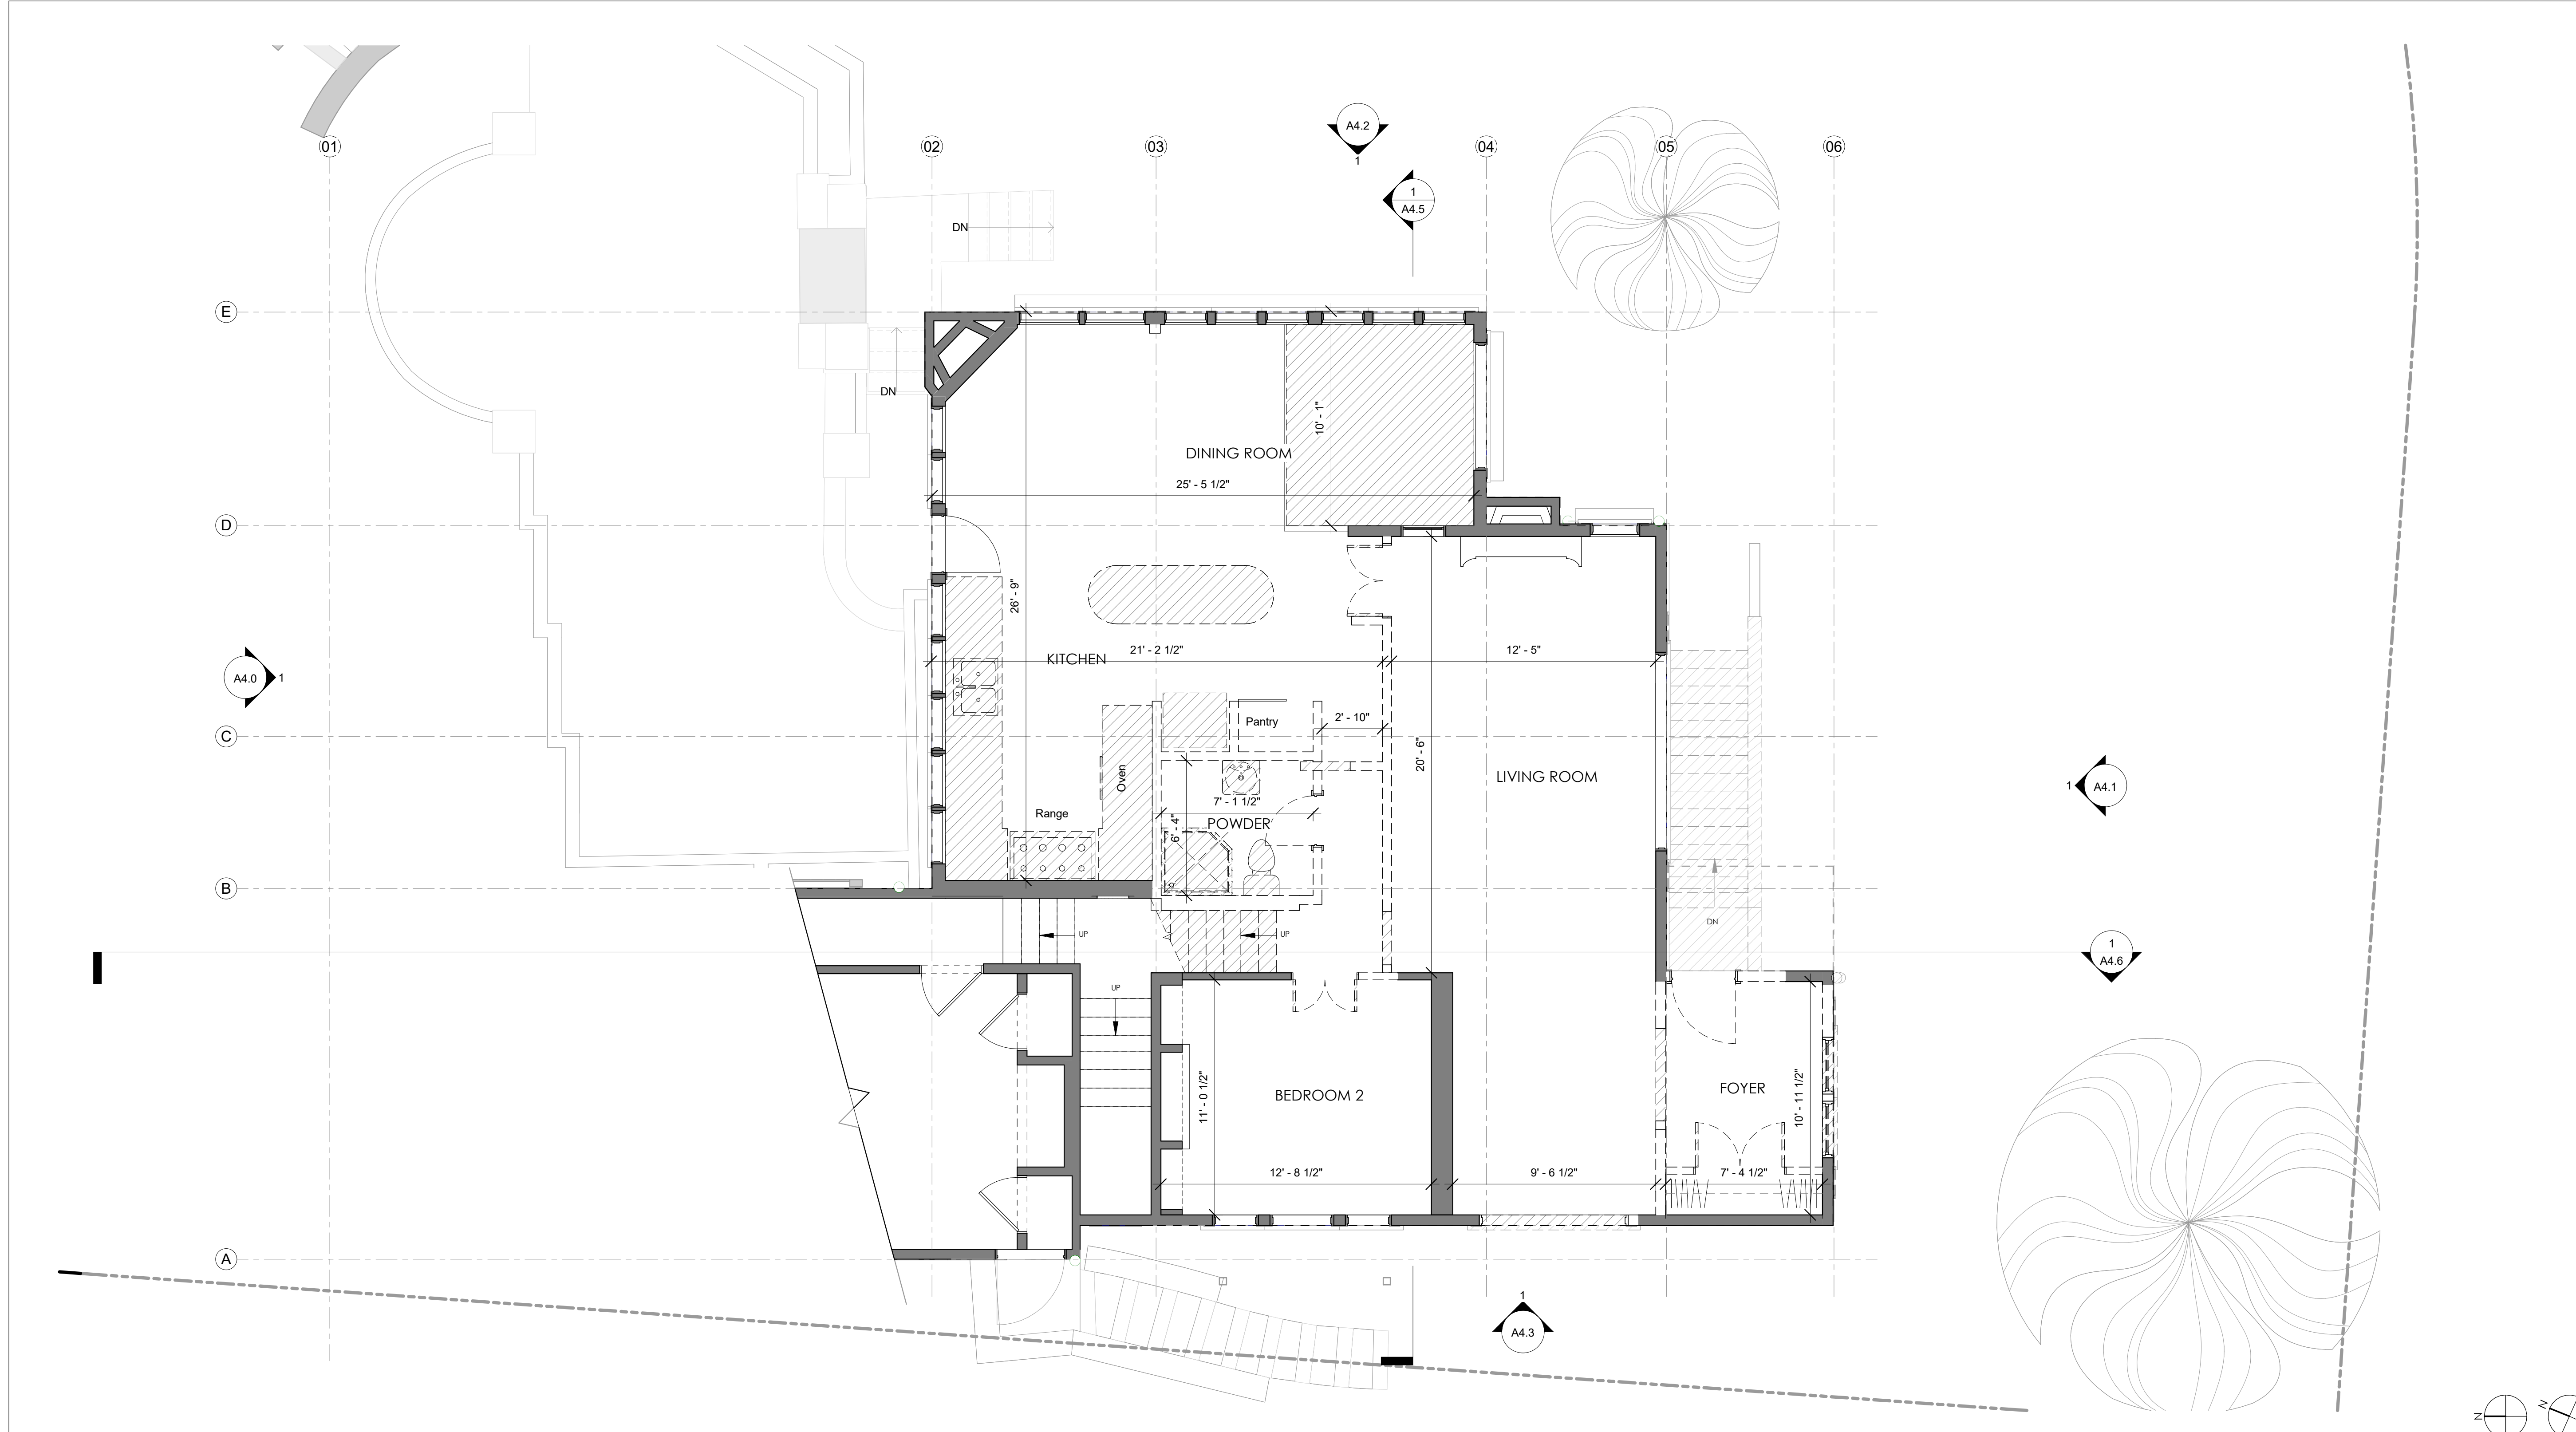 A4.2
1
01
02
03
04
05
06
1
A4.5
DN
E
DN
10' - 1"
DINING ROOM
25' - 5 1/2"
D
26' - 9"
KITCHEN
21' - 2 1/2"
12' - 5"
A4.0
1
Pantry
2' - 10"
C
20' - 6"
LIVING ROOM
Oven
1
A4.1
7' - 1 1/2"
Range
POWDER
6' - 4"
B
DN
UP
UP
1
A4.6
UP
BEDROOM 2
11' - 0 1/2"
FOYER
10' - 11 1/2"
12' - 8 1/2"
9' - 6 1/2"
7' - 4 1/2"
A
1
A4.3
N
N